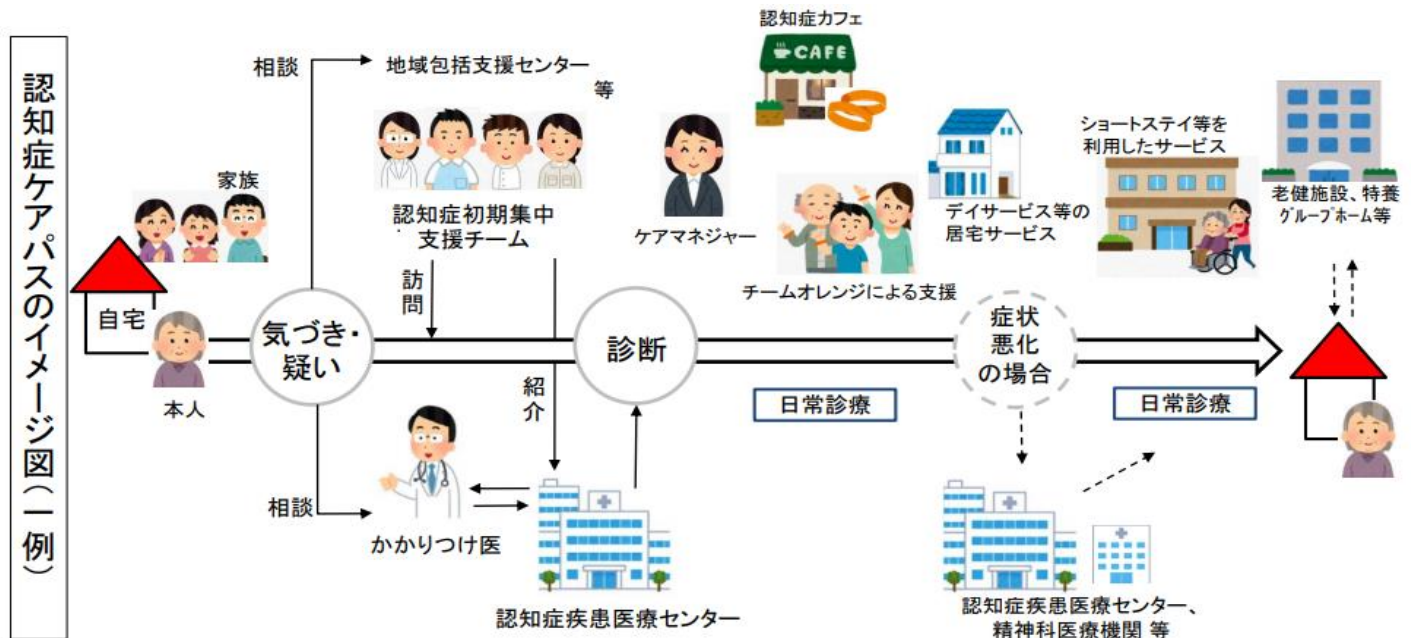 認知症ケアパスのイメージ図(一例)
認知症カフェ
CAFE
相談
地域包括支援センター
等
家族
自宅
本人
認知症初期集中
支援チーム
ケアマネジャー
チームオレンジによる支援
デイサービス等の
居宅サービス
ショートステイ等を
利用したサービス
老健施設、特養
グループホーム等
訪問
気づき・
疑い
診断
症状
悪化
の場合
紹介
日常診療
日常診療
相談
かかりつけ医
認知症疾患医療センター
認知症疾患医療センター、
精神科医療機関 等